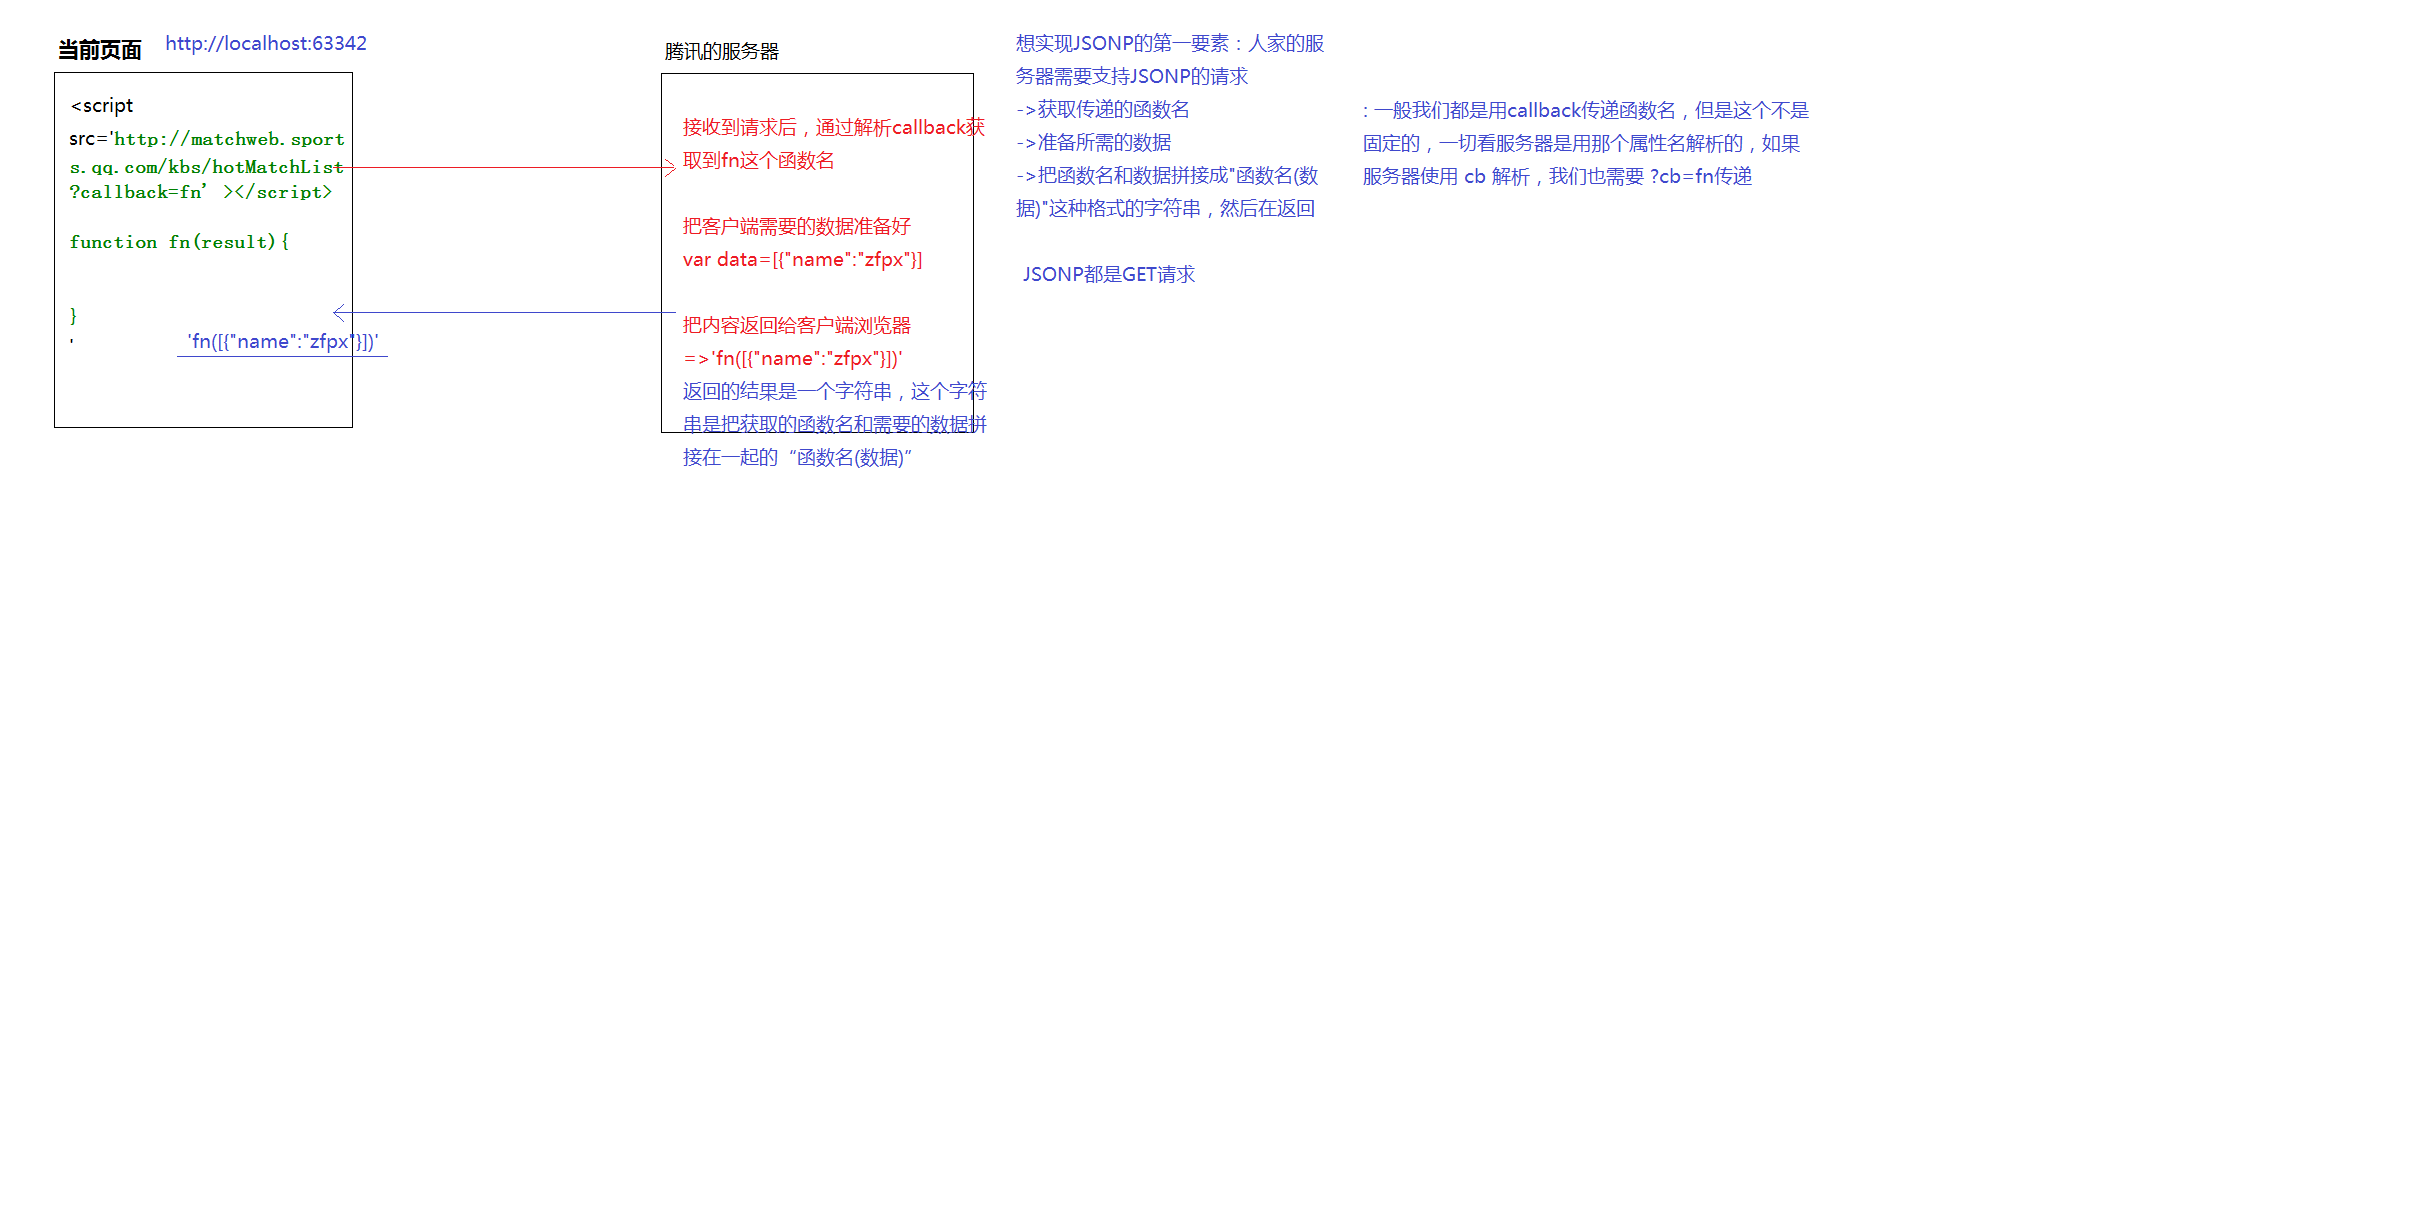 当前页面 http://localhost:63342
<script
src='http://matchweb.sport
s.qq.com/kbs/hotMatchList
?callback=fn' ></script>
function fn(result){
}
'
'fn([{"name":"zfpx"}])'
腾讯的服务器
接收到请求后，通过解析callback获
取到fn这个函数名
把客户端需要的数据准备好
var data=[{"name":"zfpx"}]
把内容返回给客户端浏览器
=>'fn([{"name":"zfpx"}])'
返回的结果是一个字符串，这个字符
串是把获取的函数名和需要的数据拼
接在一起的“函数名(数据)”
想实现JSONP的第一要素：人家的服
务器需要支持JSONP的请求
->获取传递的函数名
->准备所需的数据
->把函数名和数据拼接成"函数名(数
据)"这种格式的字符串，然后在返回
JSONP都是GET请求
: 一般我们都是用callback传递函数名，但是这个不是
固定的，一切看服务器是用那个属性名解析的，如果
服务器使用 cb 解析，我们也需要 ?cb=fn传递